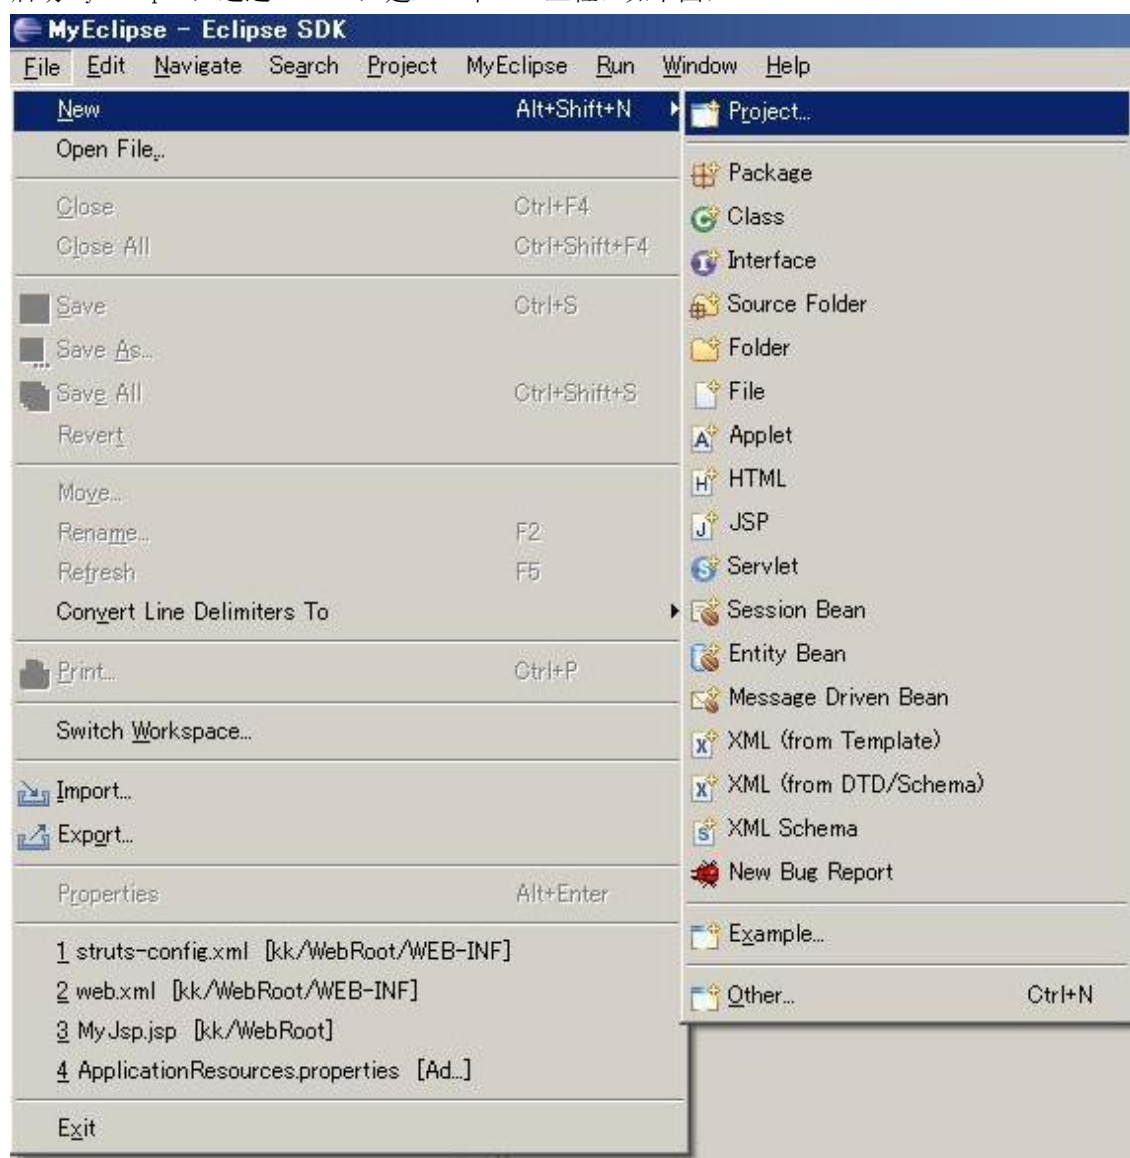 MyEclipse - Eclipse SDK
File Edit Navigate Search Project MyEclipse Run Window Help
New Alt+Shift+N
Open File...
Close Ctrl+F4
Close All Ctrl+Shift+F4
Save Ctrl+S
Save As...
Save All Ctrl+Shift+S
Revert
Move...
Rename... F2
Refresh F5
Convert Line Delimiters To
Print... Ctrl+P
Switch Workspace...
Import...
Export...
Properties Alt+Enter
1 struts-config.xml [kk/WebRoot/WEB-INF]
2 web.xml [kk/WebRoot/WEB-INF]
3 MyJsp.jsp [kk/WebRoot]
4 ApplicationResources.properties [Ad...]
Exit
Project...
Package
Class
Interface
Source Folder
Folder
File
Applet
HTML
JSP
Servlet
Session Bean
Entity Bean
Message Driven Bean
XML (from Template)
XML (from DTD/Schema)
XML Schema
New Bug Report
Example...
Other... Ctrl+N